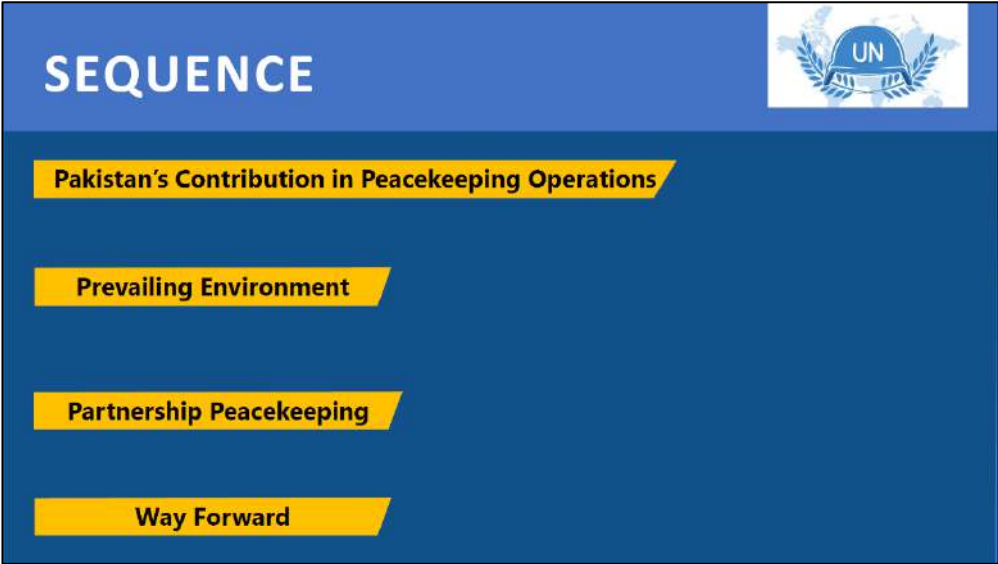 SEQUENCE
UN
Pakistan’s Contribution in Peacekeeping Operations
Prevailing Environment
Partnership Peacekeeping
Way Forward